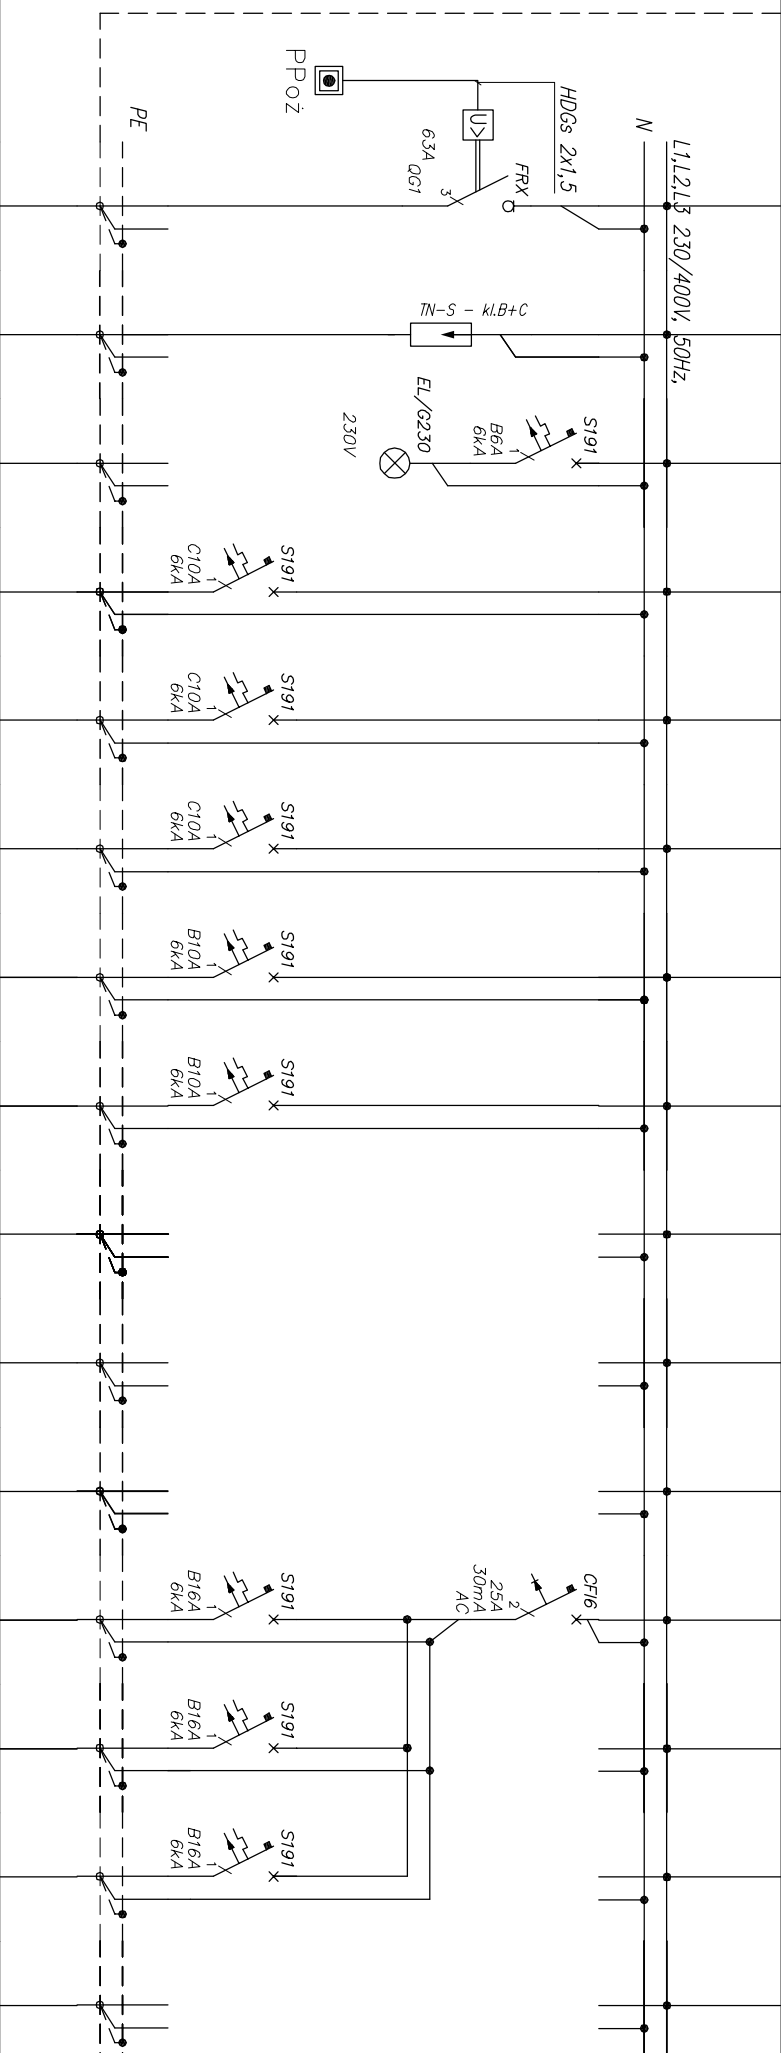 PPoż
PE
HDGs 2x1,5
N
L1,L2,L3 230/400V, 50Hz,
U>
63A
QG1
3
FRX
TN-S - kl.B+C
EL/G230
230V
S191
B6A
6kA
1
S191
C10A
6kA
1
S191
C10A
6kA
1
S191
C10A
6kA
1
S191
B10A
6kA
1
S191
B10A
6kA
1
CFI6
25A
30mA
AC
2
S191
B16A
6kA
1
S191
B16A
6kA
1
S191
B16A
6kA
1